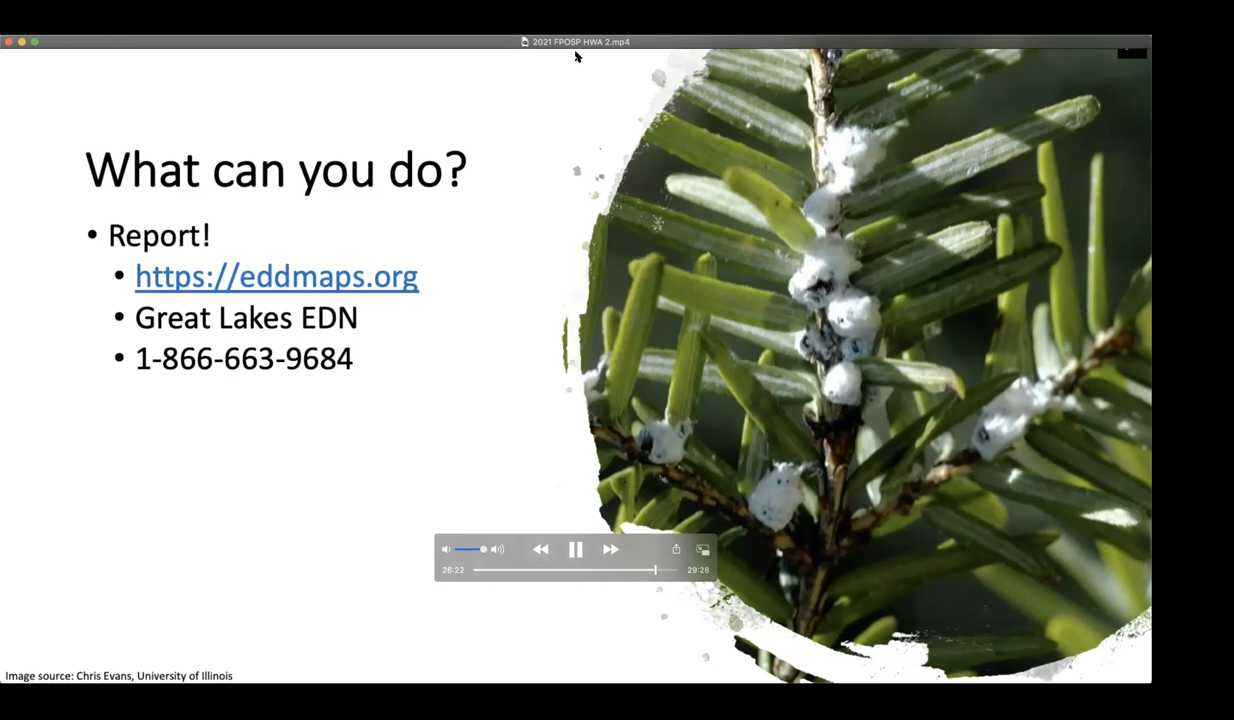 2021 FPOSP HWA 2.mp4
What can you do?
• Report!
• https://eddmaps.org
• Great Lakes EDN
• 1-866-663-9684
26:22
29:28
Image source: Chris Evans, University of Illinois